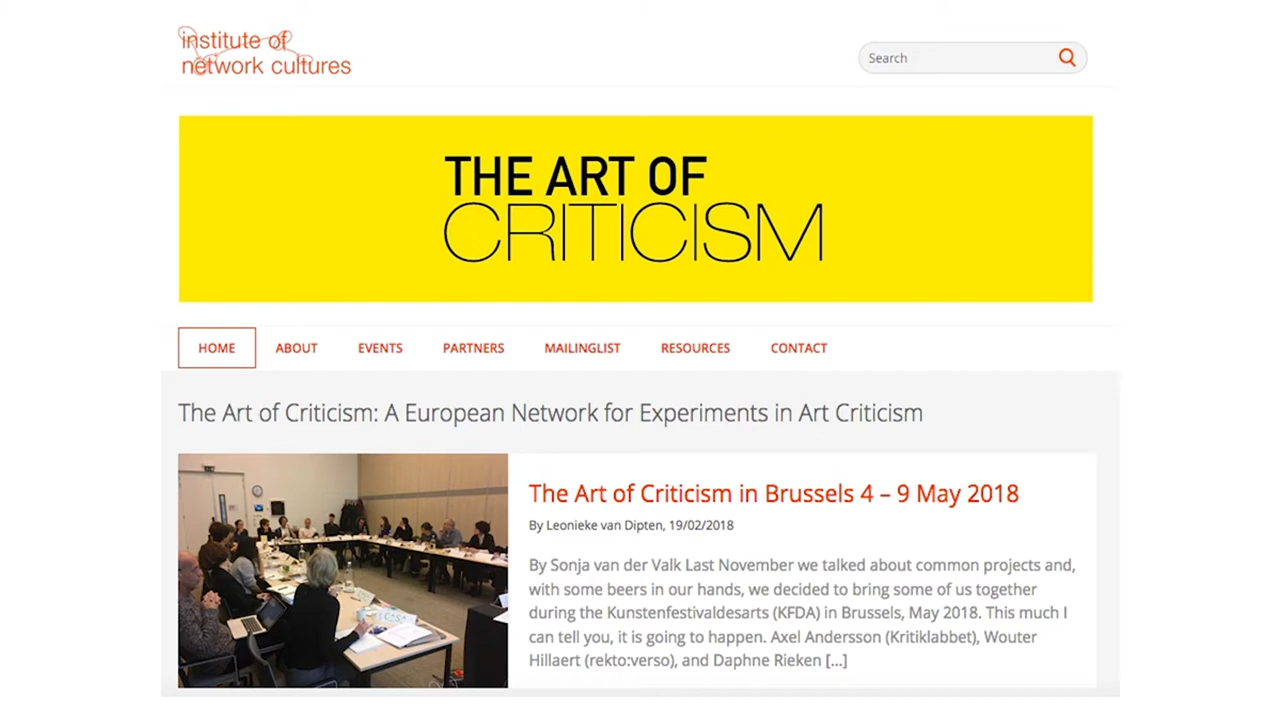 institute of
network cultures
Search
THE ART OF
CRITICISM
HOME ABOUT EVENTS PARTNERS MAILINGLIST RESOURCES CONTACT
The Art of Criticism: A European Network for Experiments in Art Criticism
The Art of Criticism in Brussels 4 – 9 May 2018
By Leonieke van Dipten, 19/02/2018
By Sonja van der Valk Last November we talked about common projects and,
with some beers in our hands, we decided to bring some of us together
during the Kunstenfestivaldesarts (KFDA) in Brussels, May 2018. This much I
can tell you, it is going to happen. Axel Andersson (Kritiklabbet), Wouter
Hillaert (rekto:verso), and Daphne Rieken [...]